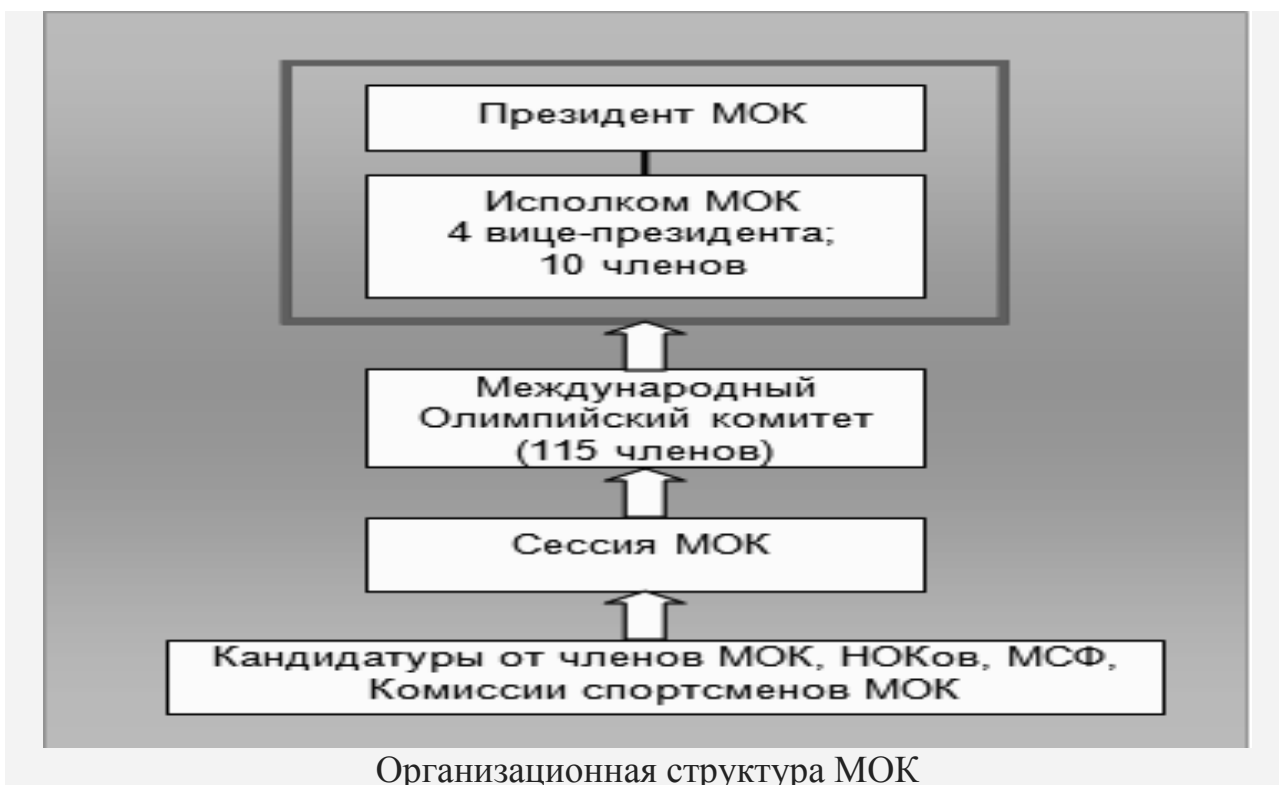 Президент МОК
Исполком МОК
4 вице-президента;
10 членов
Международный
Олимпийский комитет
(115 членов)
Сессия МОК
Кандидатуры от членов МОК, НОКов, МСФ,
Комиссии спортсменов МОК
Организационная структура МОК